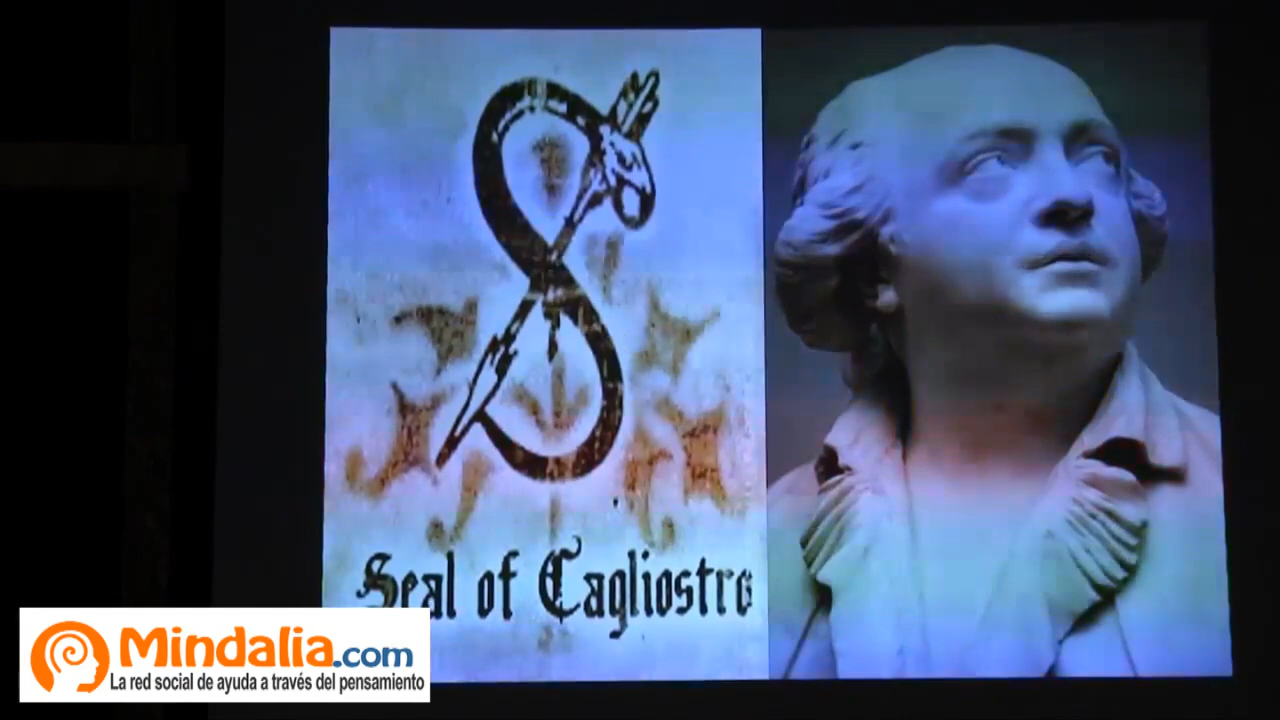 Seal of Cagliostro
Mindalia.com
La red social de ayuda a través del pensamiento